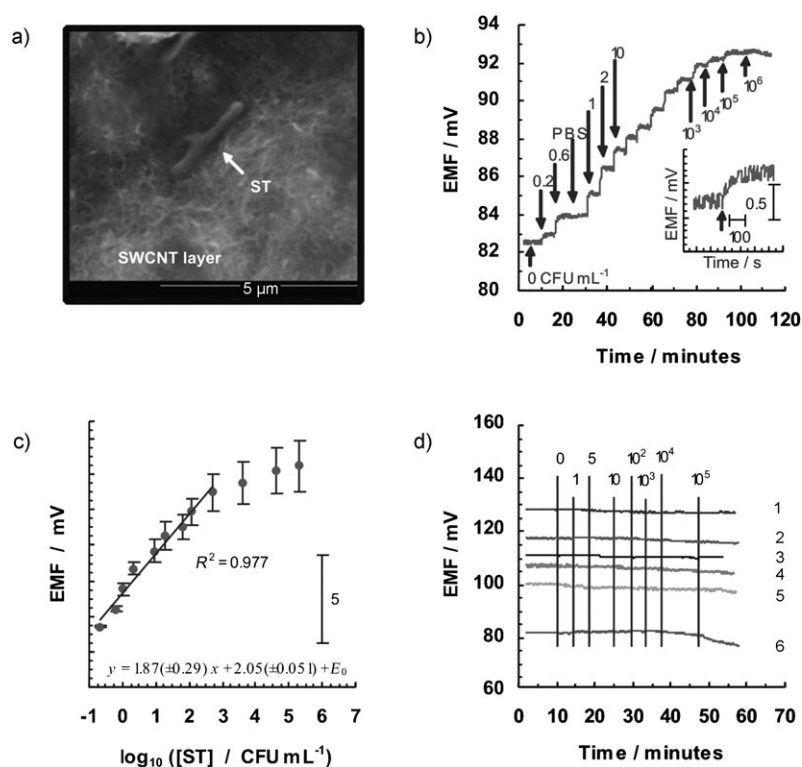 a)
ST
SWCNT layer
5 µm
b)
EMF / mV
94
92
90
88
86
84
82
80
0.2
0.6
PBS
1
2
10
10³
10⁴
10⁵
10⁶
0 CFU mL⁻¹
EMF / mV
0.5
100
Time / s
0 20 40 60 80 100 120
Time / minutes
c)
EMF / mV
R² = 0.977
5
y = 1.87(±0.29) x + 2.05(±0.051) + E₀
-1 0 1 2 3 4 5 6 7
log₁₀ ([ST] / CFU mL⁻¹)
d)
EMF / mV
160
140
120
100
80
60
0
1
5
10
10²
10³
10⁴
10⁵
1
2
3
4
5
6
0 10 20 30 40 50 60 70
Time / minutes